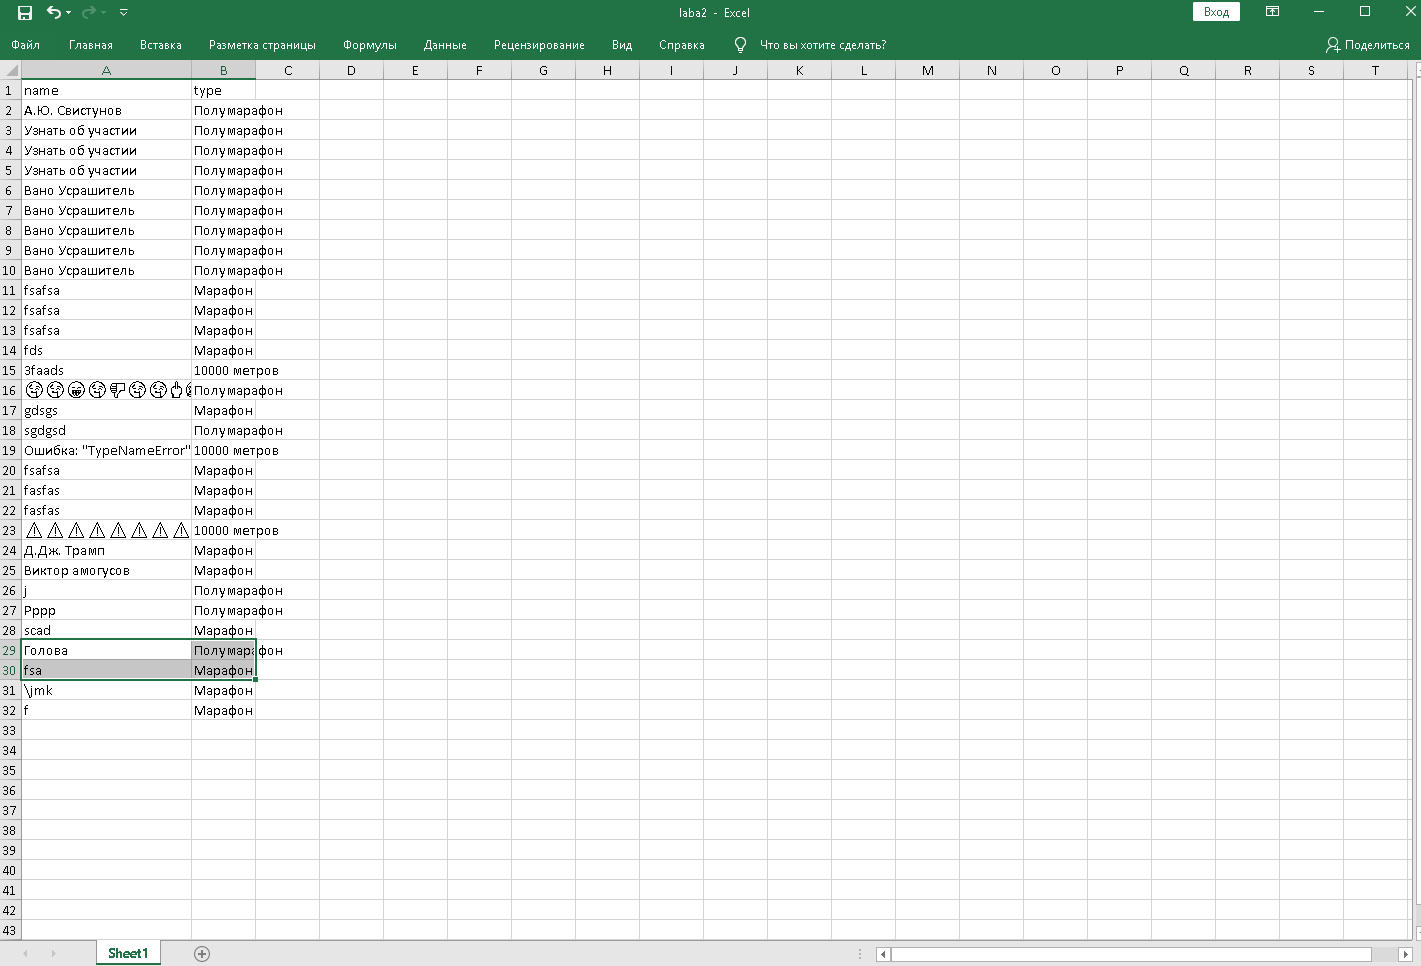 laba2 - Excel
Вход
Файл Главная Вставка Разметка страницы Формулы Данные Рецензирование Вид Справка Что вы хотите сделать? Поделиться
A B C D E F G H I J K L M N O P Q R S T
1 name type
2 А.Ю. Свистунов Полумарафон
3 Узнать об участии Полумарафон
4 Узнать об участии Полумарафон
5 Узнать об участии Полумарафон
6 Вано Усрашитель Полумарафон
7 Вано Усрашитель Полумарафон
8 Вано Усрашитель Полумарафон
9 Вано Усрашитель Полумарафон
10 Вано Усрашитель Полумарафон
11 fsafsa Марафон
12 fsafsa Марафон
13 fsafsa Марафон
14 fds Марафон
15 3faads 10000 метров
16 Полумарафон
17 gdsgs Марафон
18 sgdgsd Полумарафон
19 Ошибка: "TypeNameError" 10000 метров
20 fsafsa Марафон
21 fasfas Марафон
22 fasfas Марафон
23 ⚠ ⚠ ⚠ ⚠ ⚠ ⚠ ⚠ ⚠ 10000 метров
24 Д.Дж. Трамп Марафон
25 Виктор амогусов Марафон
26 j Полумарафон
27 Рррр Полумарафон
28 scad Марафон
29 Голова Полумарафон
30 fsa Марафон
31 \jmk Марафон
32 f Марафон
33
34
35
36
37
38
39
40
41
42
43
Sheet1